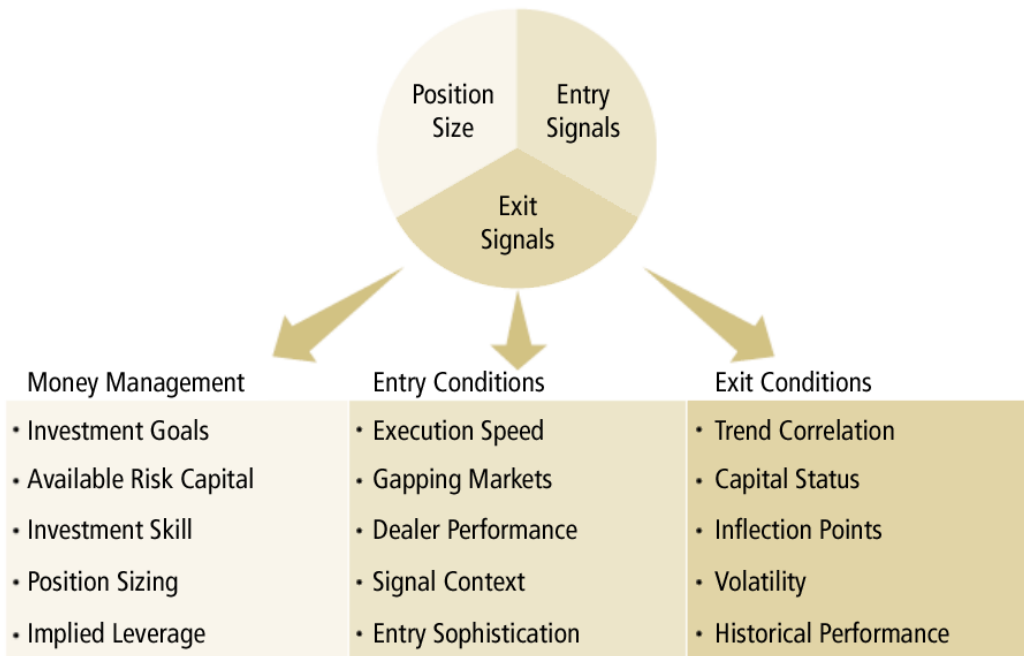 Position
Size
Entry
Signals
Exit
Signals
Money Management
• Investment Goals
• Available Risk Capital
• Investment Skill
• Position Sizing
• Implied Leverage
Entry Conditions
• Execution Speed
• Gapping Markets
• Dealer Performance
• Signal Context
• Entry Sophistication
Exit Conditions
• Trend Correlation
• Capital Status
• Inflection Points
• Volatility
• Historical Performance